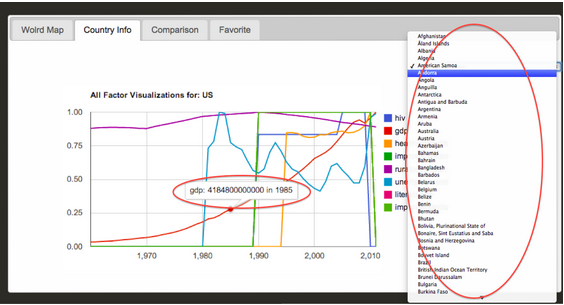 Wolrd Map
Country Info
Comparison
Favorite
All Factor Visualizations for: US
1.00
0.75
0.50
0.25
0.00
1,970
1,980
1,990
2,000
2,010
gdp: 4184800000000 in 1985
hiv
gdp
hea
imp
rura
une
liter
imp
Afghanistan
Åland Islands
Albania
Algeria
✓ American Samoa
Andorra
Angola
Anguilla
Antarctica
Antigua and Barbuda
Argentina
Armenia
Aruba
Australia
Austria
Azerbaijan
Bahamas
Bahrain
Bangladesh
Barbados
Belarus
Belgium
Belize
Benin
Bermuda
Bhutan
Bolivia, Plurinational State of
Bonaire, Sint Eustatius and Saba
Bosnia and Herzegovina
Botswana
Bouvet Island
Brazil
British Indian Ocean Territory
Brunei Darussalam
Bulgaria
Burkina Faso